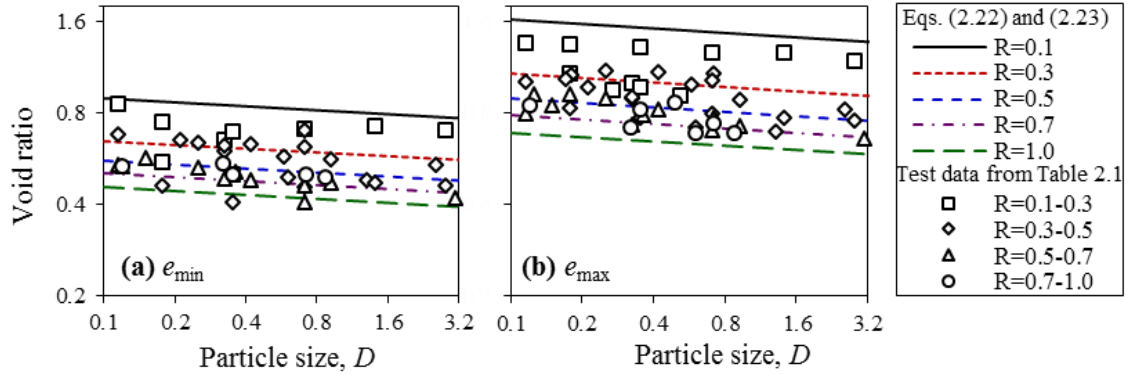 1.6
0.8
0.4
0.2
Void ratio
(a) emin
0.1 0.2 0.4 0.8 1.6 3.2
Particle size, D
(b) emax
0.1 0.2 0.4 0.8 1.6 3.2
Particle size, D
Eqs. (2.22) and (2.23)
R=0.1
R=0.3
R=0.5
R=0.7
R=1.0
Test data from Table 2.1
R=0.1-0.3
R=0.3-0.5
R=0.5-0.7
R=0.7-1.0